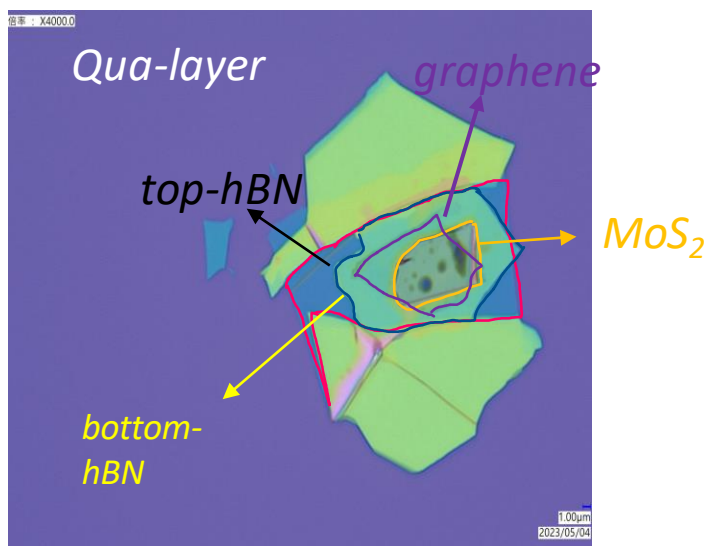 倍率 : X4000.0
Qua-layer
graphene
top-hBN
MoS₂
bottom-
hBN
1.00μm
2023/05/04